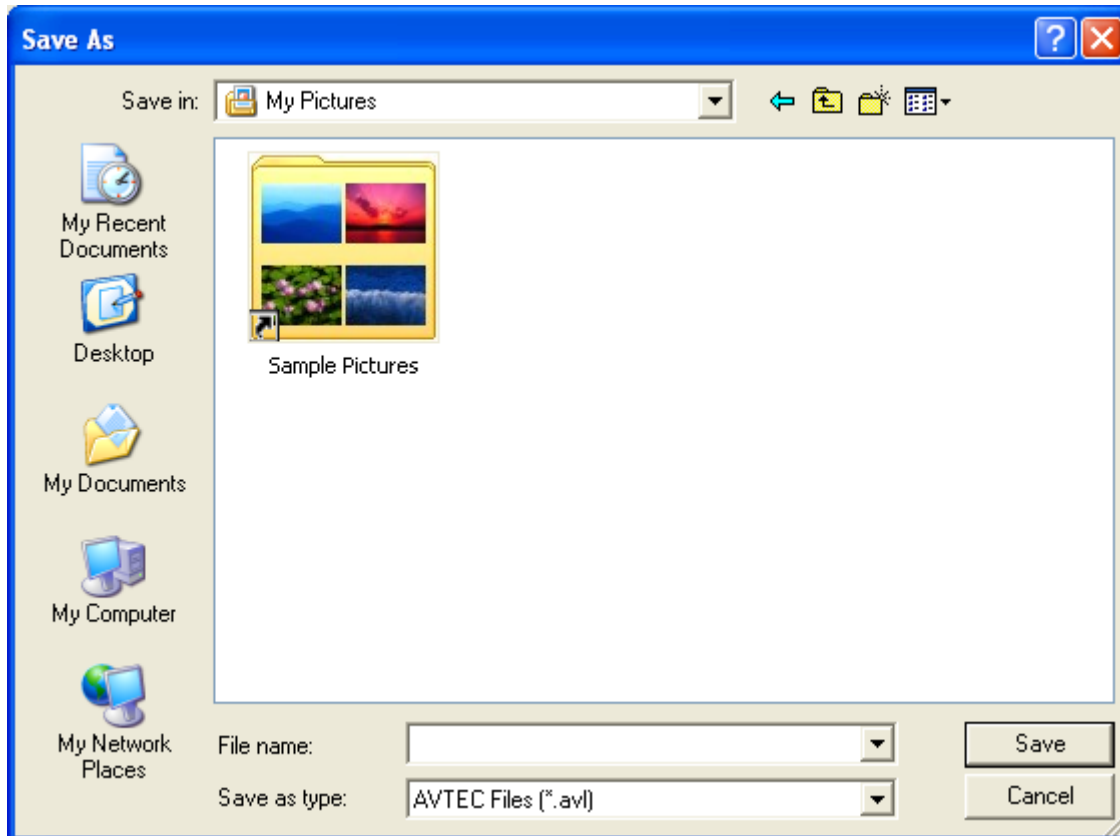 Save As
Save in: My Pictures
My Recent
Documents
Desktop
My Documents
My Computer
My Network
Places
Sample Pictures
File name:
Save
Save as type: AVTEC Files (*.avl)
Cancel